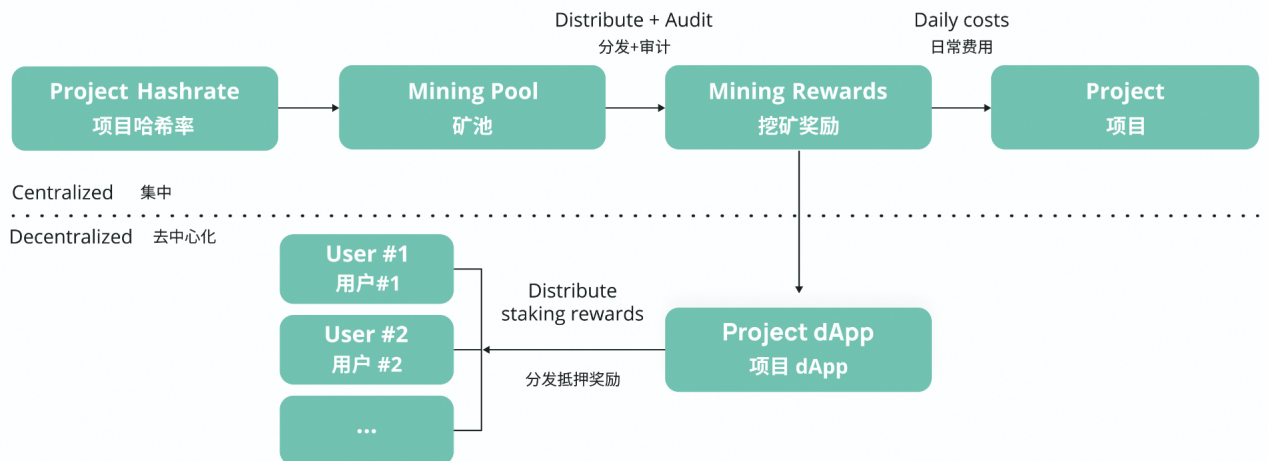 Distribute + Audit
分发+审计
Daily costs
日常费用
Project Hashrate
项目哈希率
Mining Pool
矿池
Mining Rewards
挖矿奖励
Project
项目
Centralized 集中
Decentralized 去中心化
User #1
用户#1
User #2
用户 #2
...
Distribute
staking rewards
分发抵押奖励
Project dApp
项目 dApp